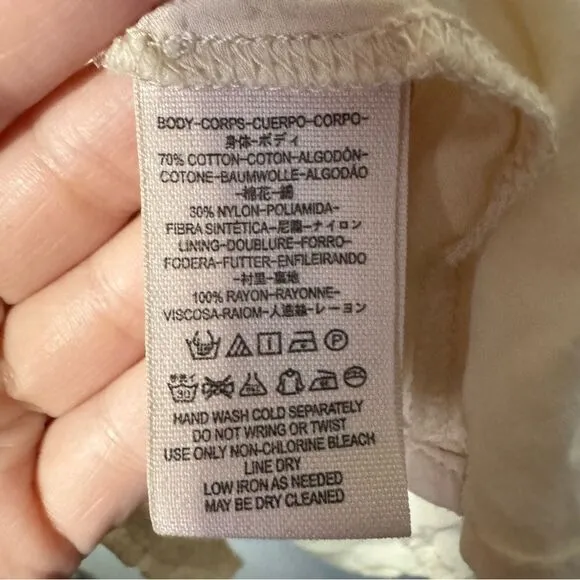 BODY-CORPS-CUERPO-CORPO-
身体-ボディ
70% COTTON-COTON-ALGODÓN-
COTONE-BAUMWOLLE-ALGODÃO
-棉花-綿
30% NYLON-POLIAMIDA-
FIBRA SINTÉTICA-尼龍-ナイロン
LINING-DOUBLURE-FORRO-
FODERA-FUTTER-ENFILEIRANDO
-衬里-裏地
100% RAYON-RAYONNE-
VISCOSA-RAIOM-人造絲-レーヨン
P
HAND WASH COLD SEPARATELY
DO NOT WRING OR TWIST
USE ONLY NON-CHLORINE BLEACH
LINE DRY
LOW IRON AS NEEDED
MAY BE DRY CLEANED